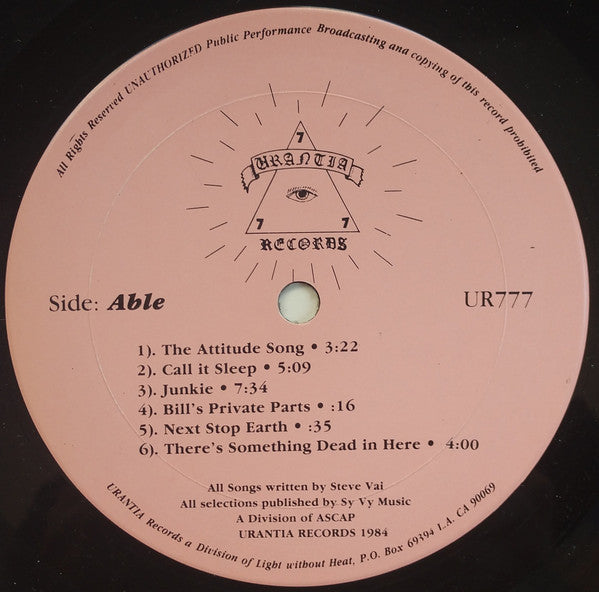 All Rights Reserved UNAUTHORIZED Public Performance Broadcasting and copying of this record prohibited
7
URANTIA
7 7
RECORDS
Side: Able
UR777
1). The Attitude Song • 3:22
2). Call it Sleep • 5:09
3). Junkie • 7:34
4). Bill's Private Parts • :16
5). Next Stop Earth • :35
6). There's Something Dead in Here • 4:00
All Songs written by Steve Vai
All selections published by Sy Vy Music
A Division of ASCAP
URANTIA RECORDS 1984
URANTIA Records a Division of Light without Heat, P.O. Box 69394 L.A. CA 90069